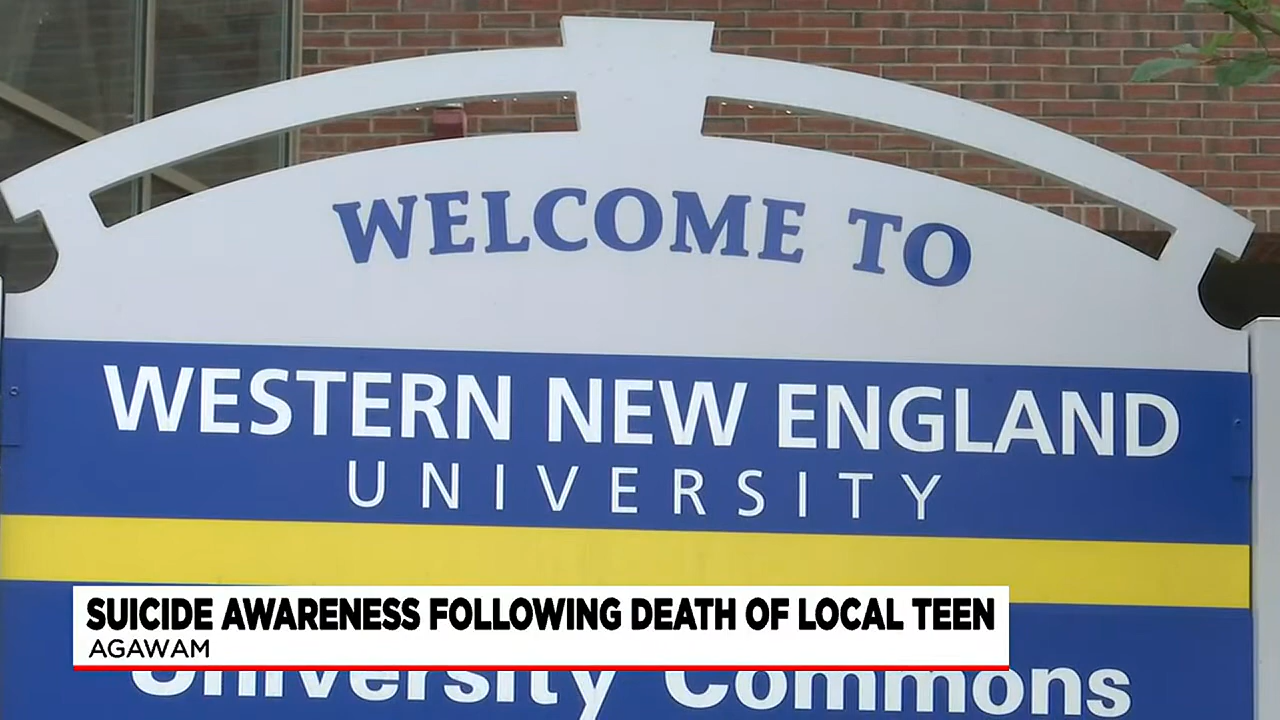 WELCOME TO
WESTERN NEW ENGLAND
UNIVERSITY
SUICIDE AWARENESS FOLLOWING DEATH OF LOCAL TEEN
AGAWAM
University Commons